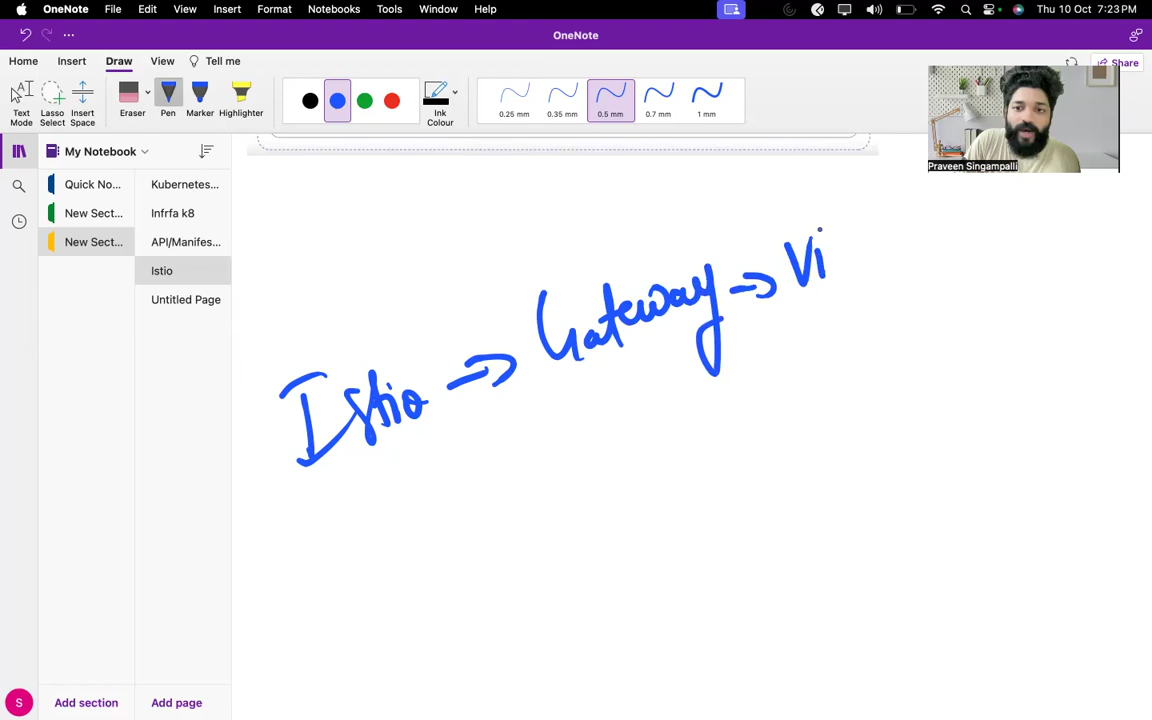 OneNote File Edit View Insert Format Notebooks Tools Window Help Thu 10 Oct 7:23 PM
OneNote
Home Insert Draw View Tell me Share
Text Mode Lasso Select Insert Space Eraser Pen Marker Highlighter Ink Colour 0.25 mm 0.35 mm 0.5 mm 0.7 mm 1 mm
My Notebook
Quick No...
New Sect...
New Sect...
Kubernetes...
Infrfa k8
API/Manifes...
Istio
Untitled Page
Praveen Singampalli
Istio → Gateway → Vi
S Add section Add page